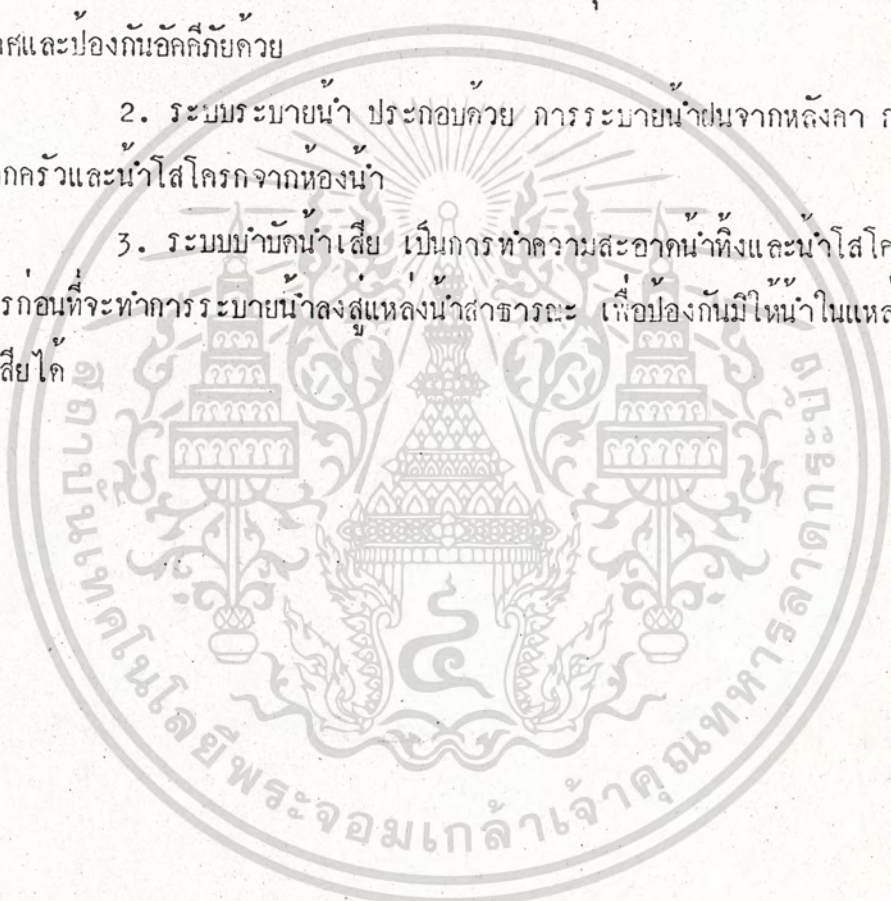 าศและป้องกันอัคคีภัยด้วย
2. ระบบระบายน้ำ ประกอบด้วย การระบายน้ำฝนจากหลังคา ก
กครัวและน้ำโสโครกจากห้องน้ำ
3. ระบบบำบัดน้ำเสีย เป็นการทำความสะอาดน้ำทิ้งและน้ำโสโค
รก่อนที่จะทำการระบายน้ำลงสู่แหล่งน้ำสาธารณะ เพื่อป้องกันมิให้น้ำในแหล
สียได้
สถาบันเทคโนโลยีพระจอมเกล้าเจ้าคุณทหารลาดกระบัง